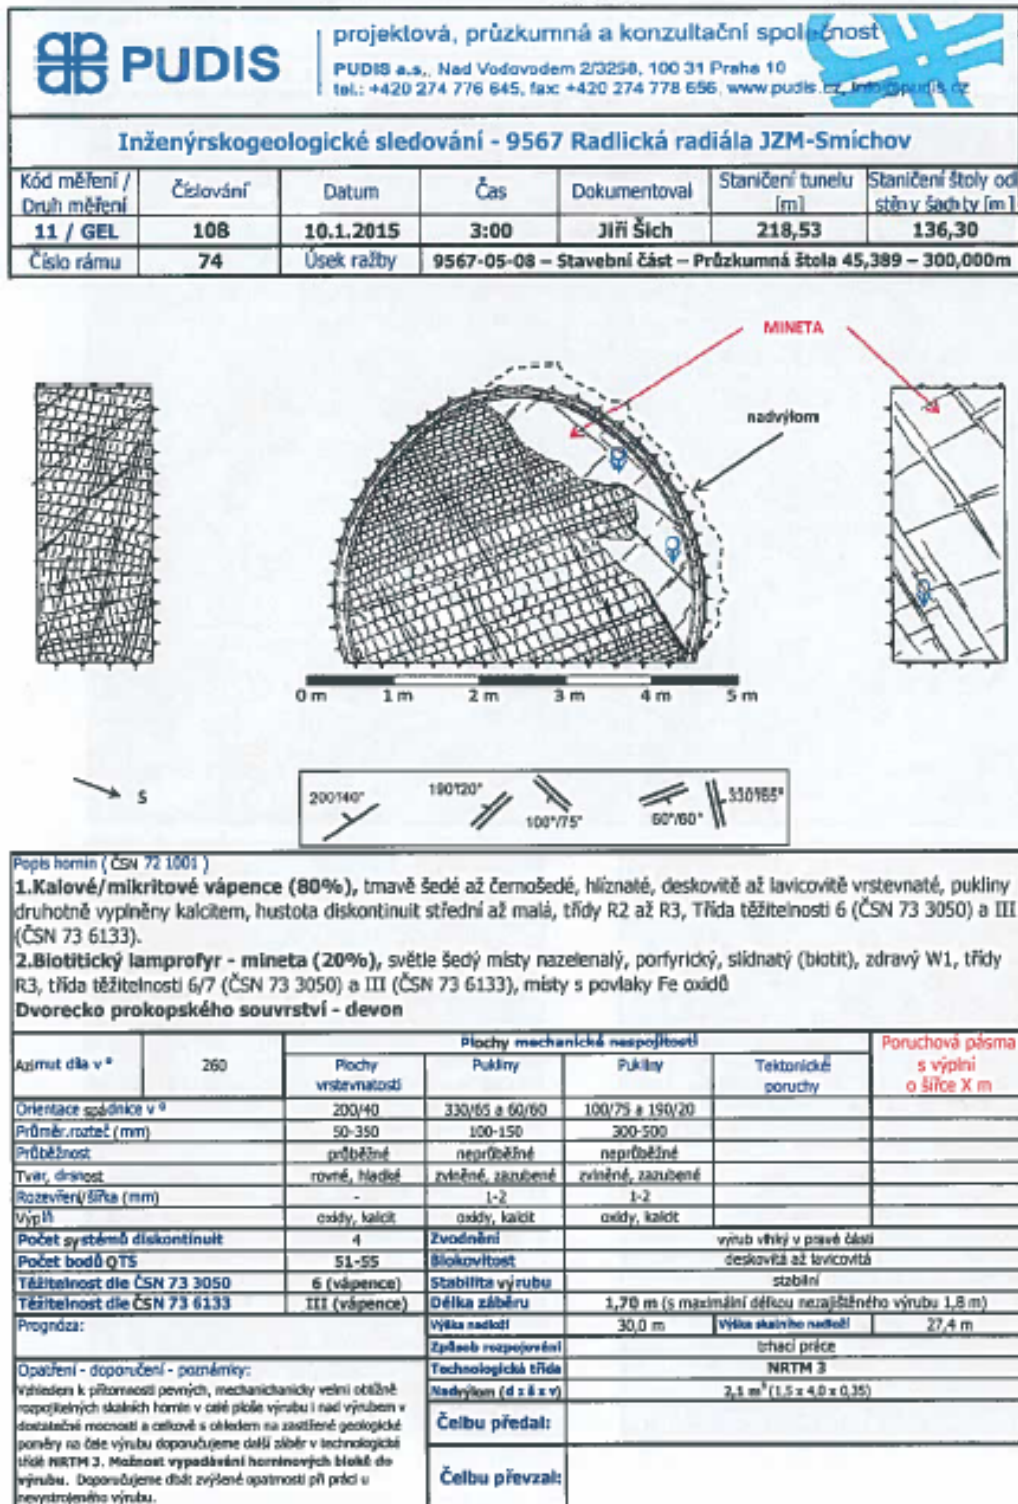 PUDIS
projektová, průzkumná a konzultační společnost
PUDIS a.s., Nad Vodovodem 2/3258, 100 31 Praha 10
tel.: +420 274 776 645, fax: +420 274 778 656, www.pudis.cz, info@pudis.cz
Inženýrskogeologické sledování - 9567 Radlická radiála JZM-Smíchov
Kód měření / Druh měření Číslování Datum Čas Dokumentoval Staničení tunelu [m] Staničení štoly od stěny šachty [m]
11 / GEL 108 10.1.2015 3:00 Jiří Šich 218,53 136,30
Číslo rámu 74 Úsek ražby 9567-05-08 – Stavební část – Průzkumná štola 45,389 – 300,000m
MINETA
nadvýlom
0 m 1 m 2 m 3 m 4 m 5 m
S
200°/40° 190°/20° 100°/75° 60°/60° 330°/65°
Popis hornin ( ČSN 72 1001 )
1.Kalové/mikritové vápence (80%), tmavě šedé až černošedé, hlíznaté, deskovitě až lavicovitě vrstevnaté, pukliny
druhotně vyplněny kalcitem, hustota diskontinuit střední až malá, třídy R2 až R3, Třída těžitelnosti 6 (ČSN 73 3050) a III
(ČSN 73 6133).
2.Biotitický lamprofyr - mineta (20%), světle šedý místy nazelenalý, porfyrický, slídnatý (biotit), zdravý W1, třídy
R3, třída těžitelnosti 6/7 (ČSN 73 3050) a III (ČSN 73 6133), místy s povlaky Fe oxidů
Dvorecko prokopského souvrství - devon
Azimut díla v ° 260
Plochy mechanické nespojitosti
Plochy vrstevnatosti Pukliny Pukliny Tektonické poruchy
Poruchová pásma s výplní o šířce X m
Orientace spádnice v ° 200/40 330/65 a 60/60 100/75 a 190/20
Průměr.rozteč (mm) 50-350 100-150 300-500
Průběžnost průběžné neprůběžné neprůběžné
Tvar, drsnost rovné, hladké zvlněné, zazubené zvlněné, zazubené
Rozevření/šířka (mm) - 1-2 1-2
Výplň oxidy, kalcit oxidy, kalcit oxidy, kalcit
Počet systémů diskontinuit 4 Zvodnění výrub vlhký v pravé části
Počet bodů QTS 51-55 Blokovitost deskovitá až lavicovitá
Těžitelnost dle ČSN 73 3050 6 (vápence) Stabilita výrubu stabilní
Těžitelnost dle ČSN 73 6133 III (vápence) Délka záběru 1,70 m (s maximální délkou nezajištěného výrubu 1,8 m)
Prognóza: Výška nadloží 30,0 m Výška skalního nadloží 27,4 m
Způsob rozpojování trhací práce
Technologická třída NRTM 3
Nadvýlom (d x š x v) 2,1 m³ (1,5 x 4,0 x 0,35)
Čelbu předal:
Čelbu převzal:
Opatření - doporučení - poznámky:
Vzhledem k přítomnosti pevných, mechanichanicky velmi obtížně
rozpojitelných skalních hornin v celé ploše výrubu i nad výrubem v
dostatečné mocnosti a celkově s ohledem na zastižené geologické
poměry na čele výrubu doporučujeme další záběr v technologické
třídě NRTM 3. Možnost vypadávání horninových bloků do
výrubu. Doporučujeme dbát zvýšené opatrnosti při práci u
nevystrojeného výrubu.